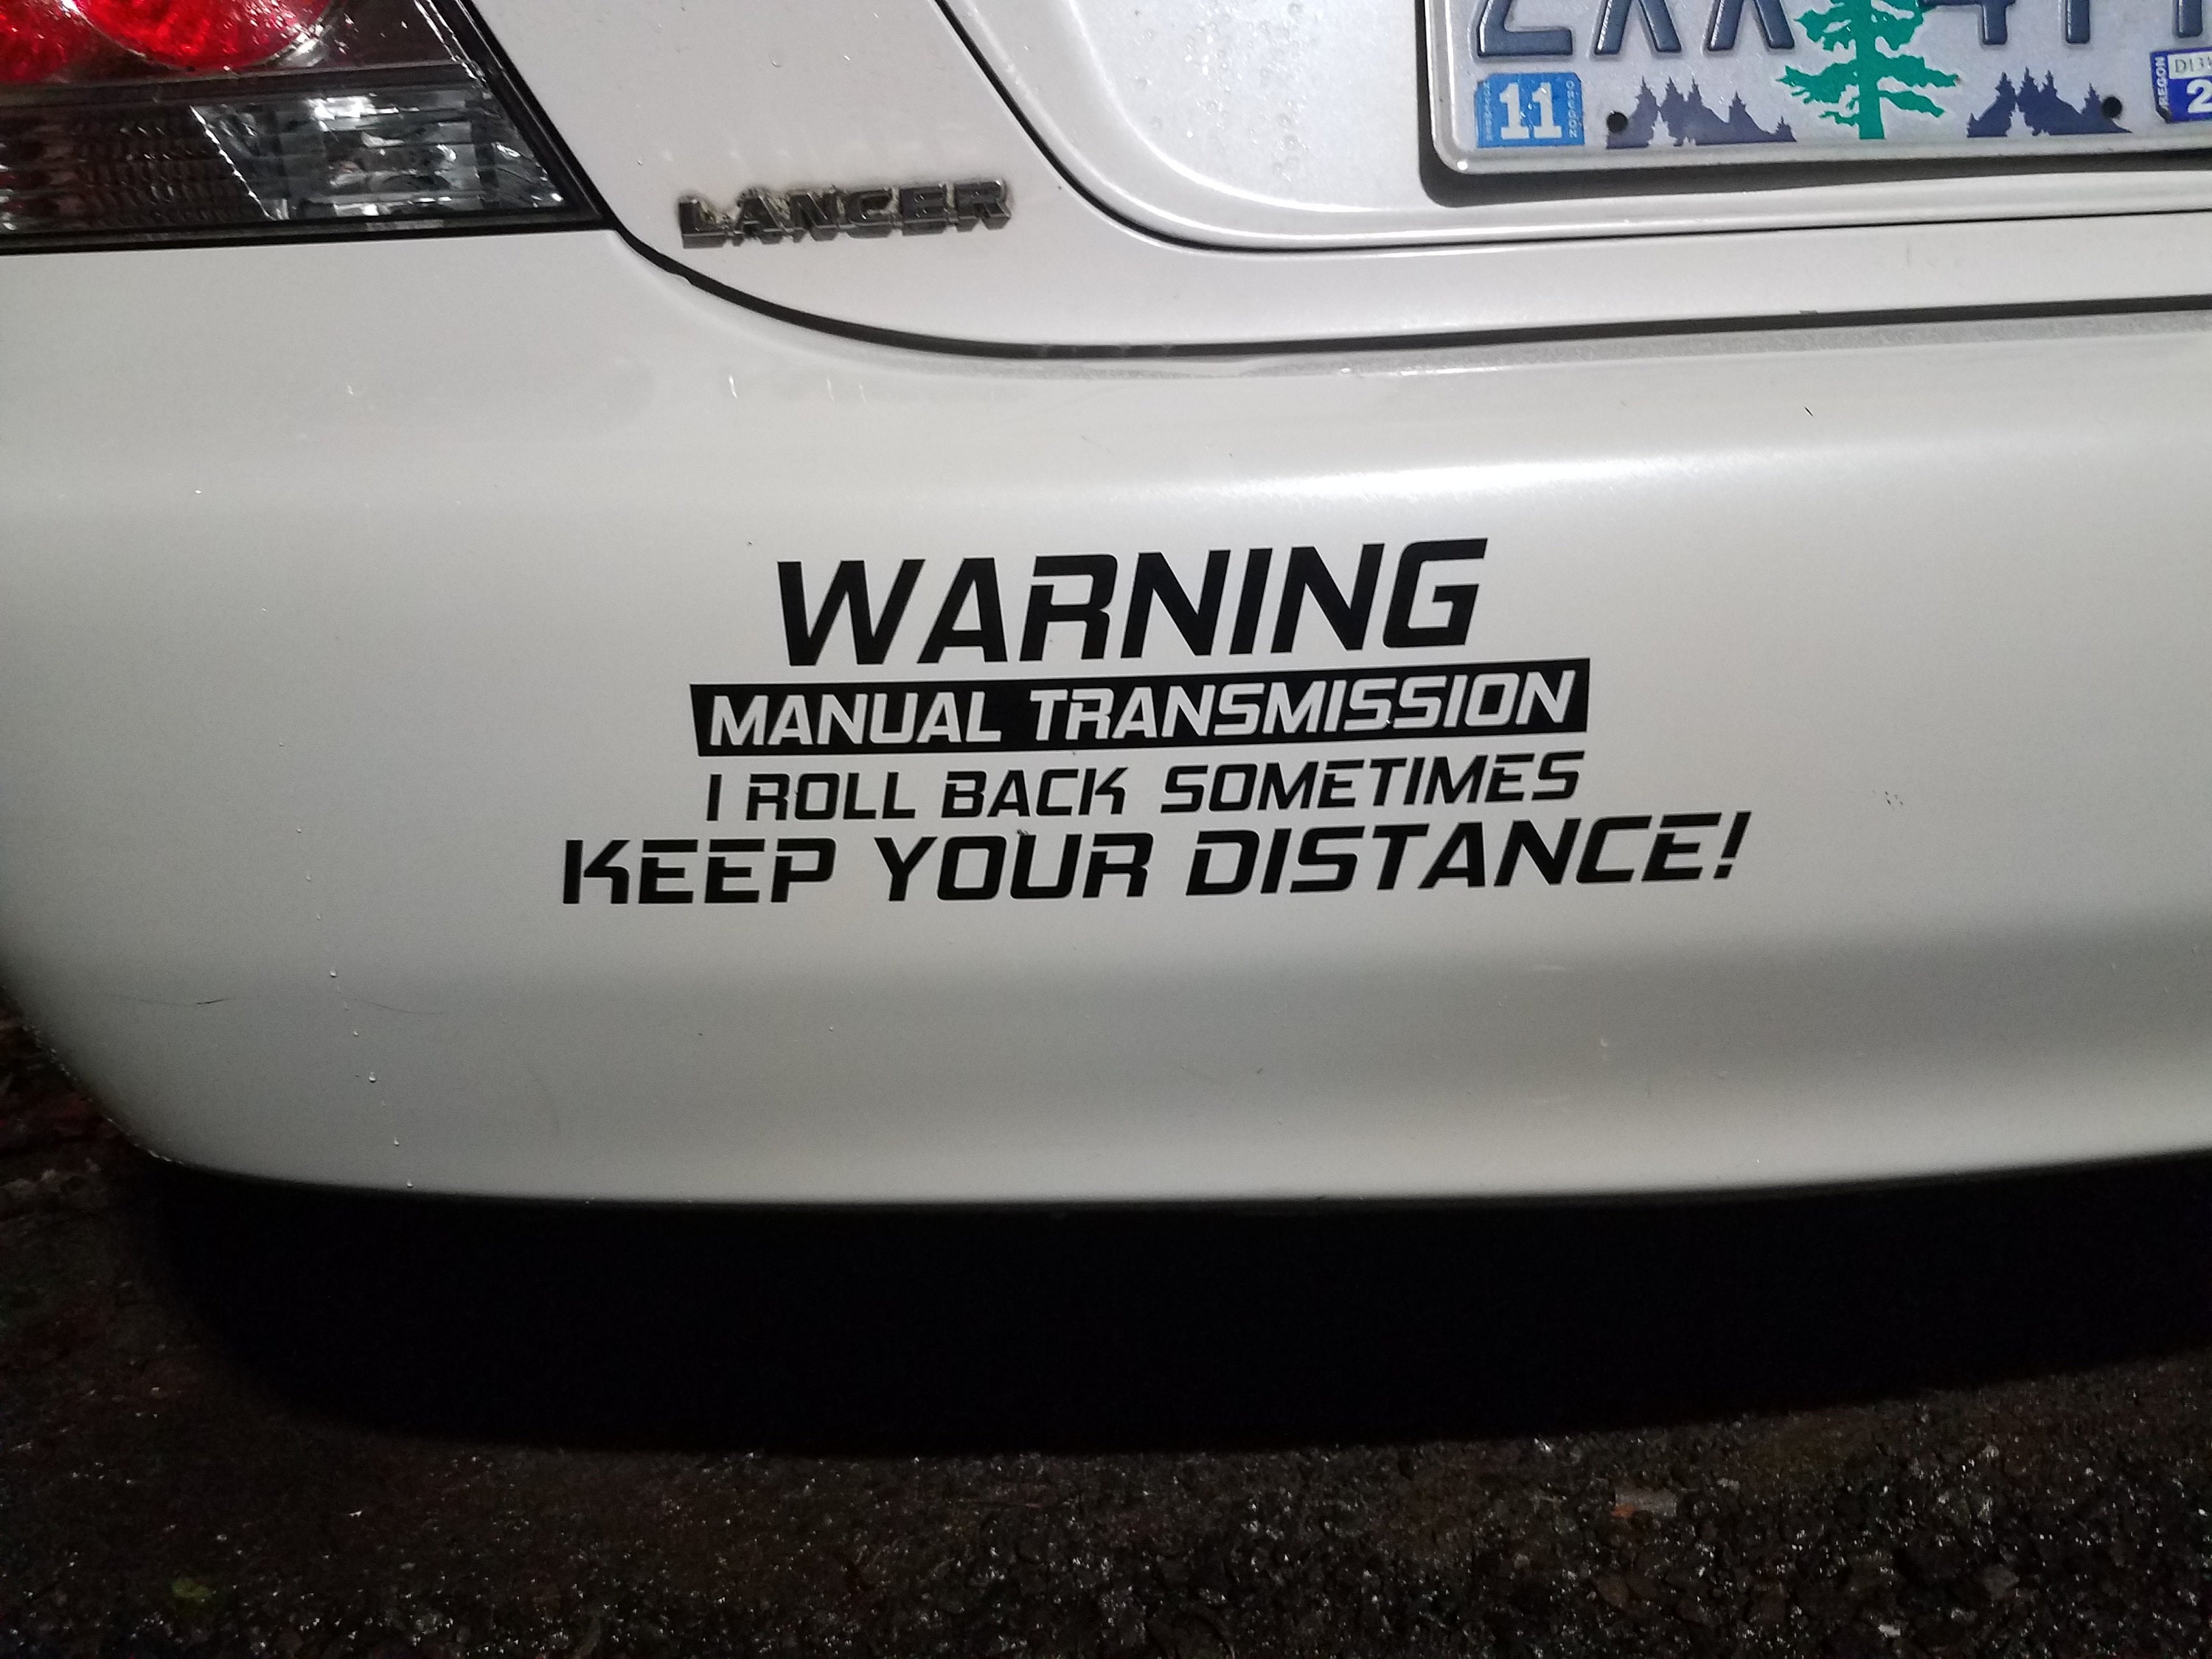 11
LANCER
WARNING
MANUAL TRANSMISSION
I ROLL BACK SOMETIMES
KEEP YOUR DISTANCE!